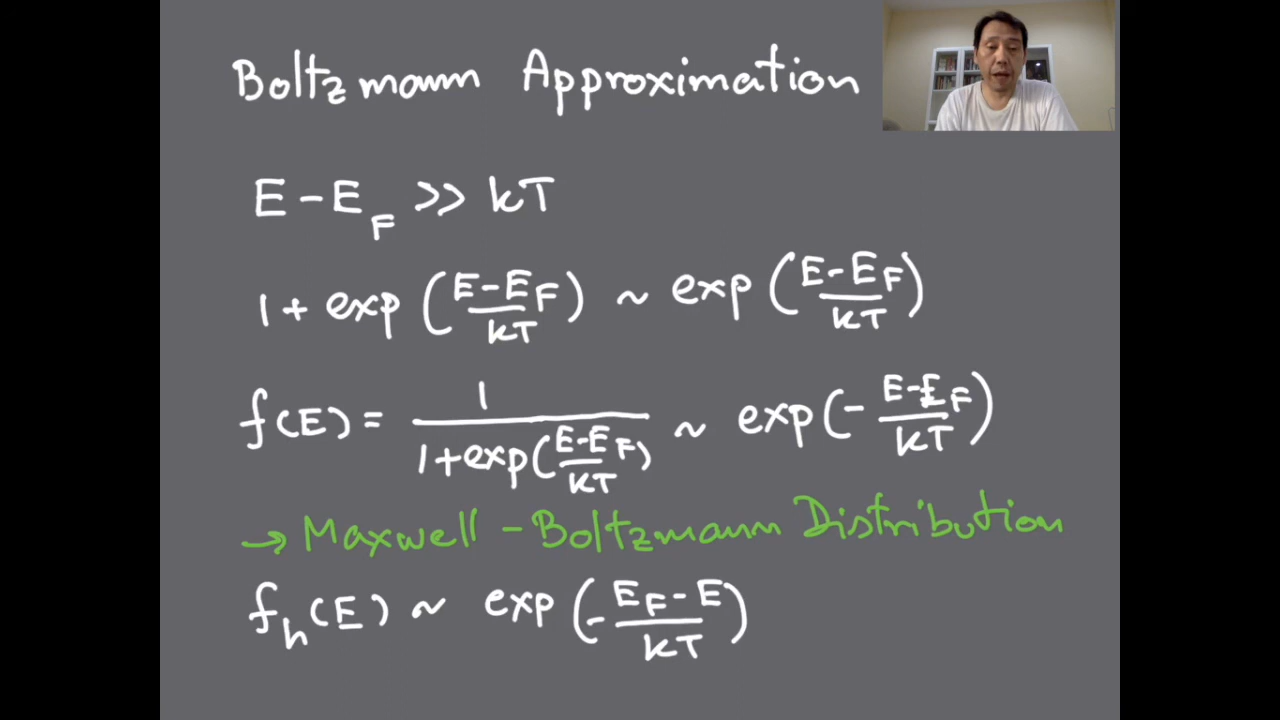 Boltzmann Approximation
E - E_F >> kT
1 + exp (E-E_F/kT) ~ exp (E-E_F/kT)
f(E) = 1/1+exp(E-E_F/kT) ~ exp(- E-E_F/kT)
→ Maxwell - Boltzmann Distribution
f_h(E) ~ exp (- E_F-E/kT)